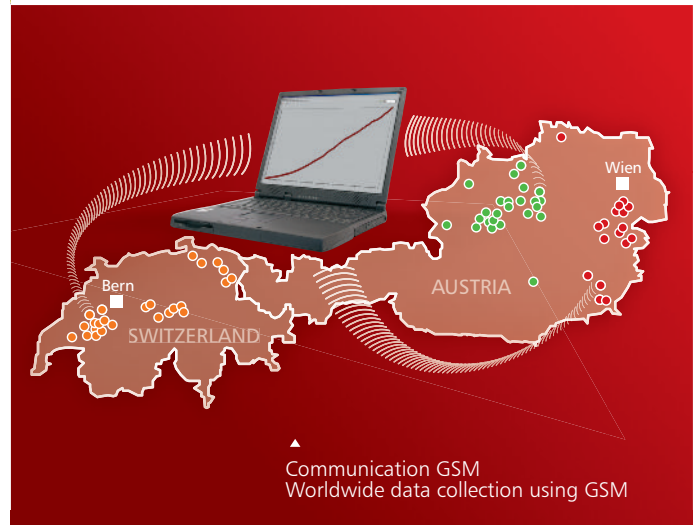 Wien
Bern
AUSTRIA
SWITZERLAND
Communication GSM
Worldwide data collection using GSM